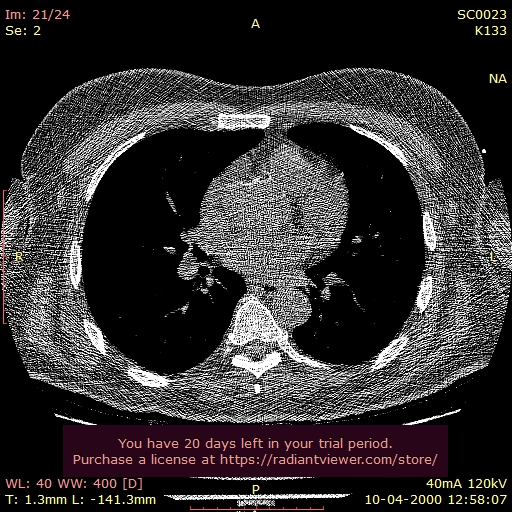 Im: 21/24
Se: 2
A
SC0023
K133
NA
R
L
You have 20 days left in your trial period.
Purchase a license at https://radiantviewer.com/store/
WL: 40 WW: 400 [D]
T: 1.3mm L: -141.3mm
P
40mA 120kV
10-04-2000 12:58:07